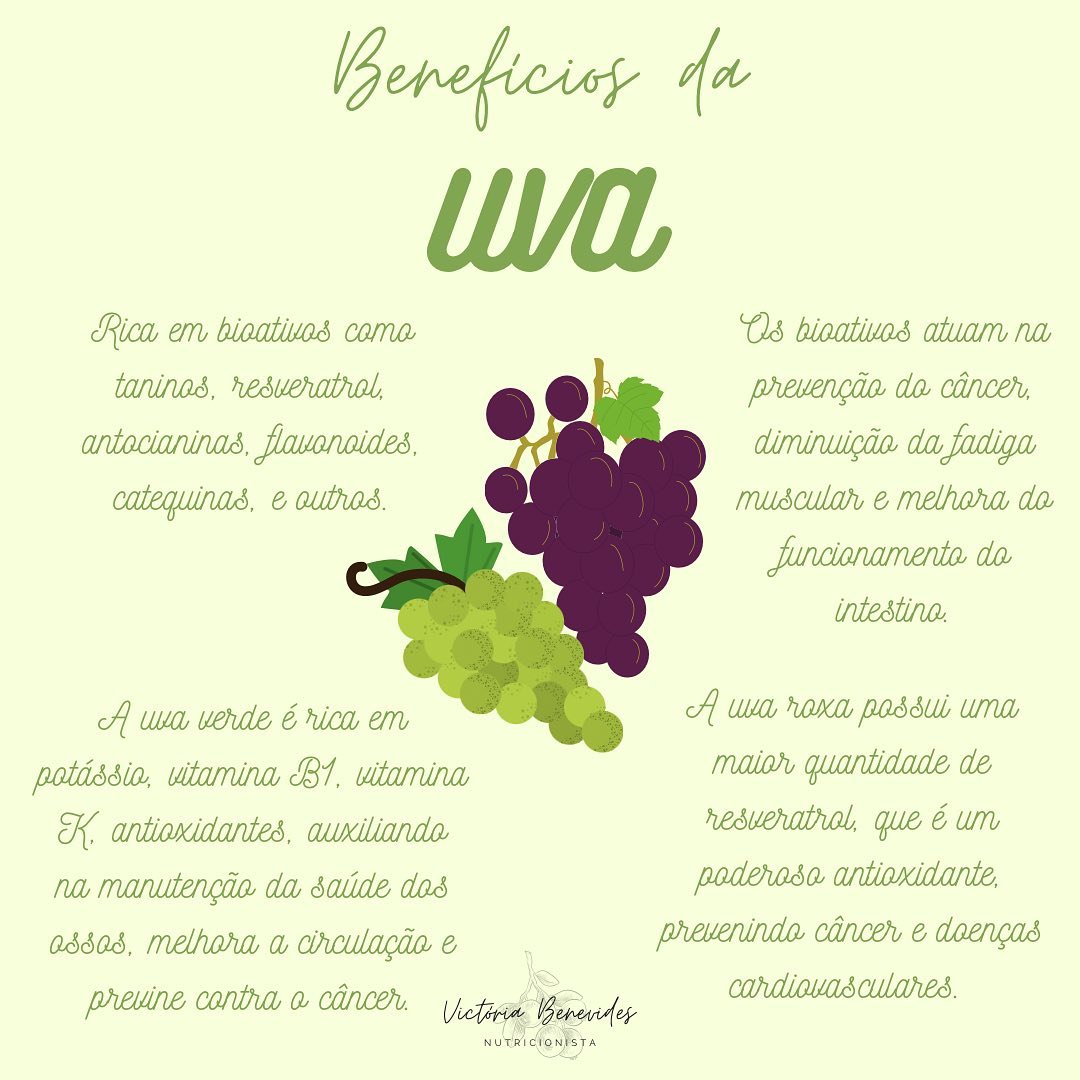 Benefícios da
uva
Rica em bioativos como
taninos, resveratrol,
antocianinas, flavonoides,
catequinas, e outros.
Os bioativos atuam na
prevenção do câncer,
diminuição da fadiga
muscular e melhora do
funcionamento do
intestino.
A uva verde é rica em
potássio, vitamina B1, vitamina
K, antioxidantes, auxiliando
na manutenção da saúde dos
ossos, melhora a circulação e
previne contra o câncer.
A uva roxa possui uma
maior quantidade de
resveratrol, que é um
poderoso antioxidante,
prevenindo câncer e doenças
cardiovasculares.
Victória Benevides
NUTRICIONISTA